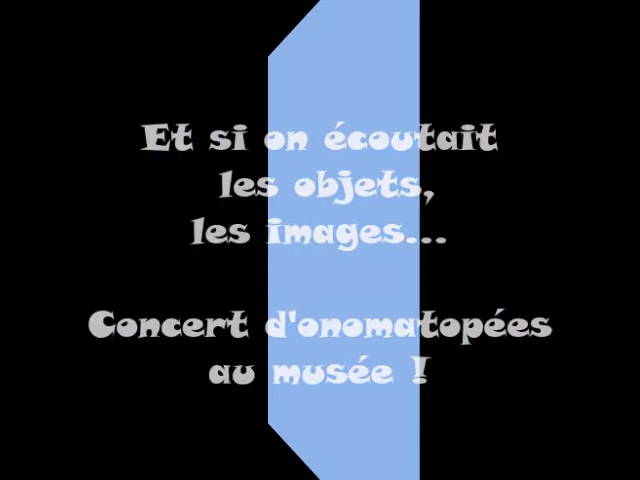 Et si on écoutait
les objets,
les images...
Concert d'onomatopées
au musée !